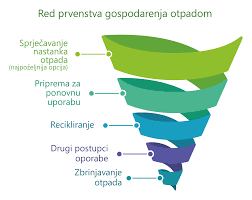 Red prvenstva gospodarenja otpadom
Sprječavanje
nastanka
otpada
(najpoželjnija opcija)
Priprema za
ponovnu
uporabu
Recikliranje
Drugi postupci
oporabe
Zbrinjavanje
otpada